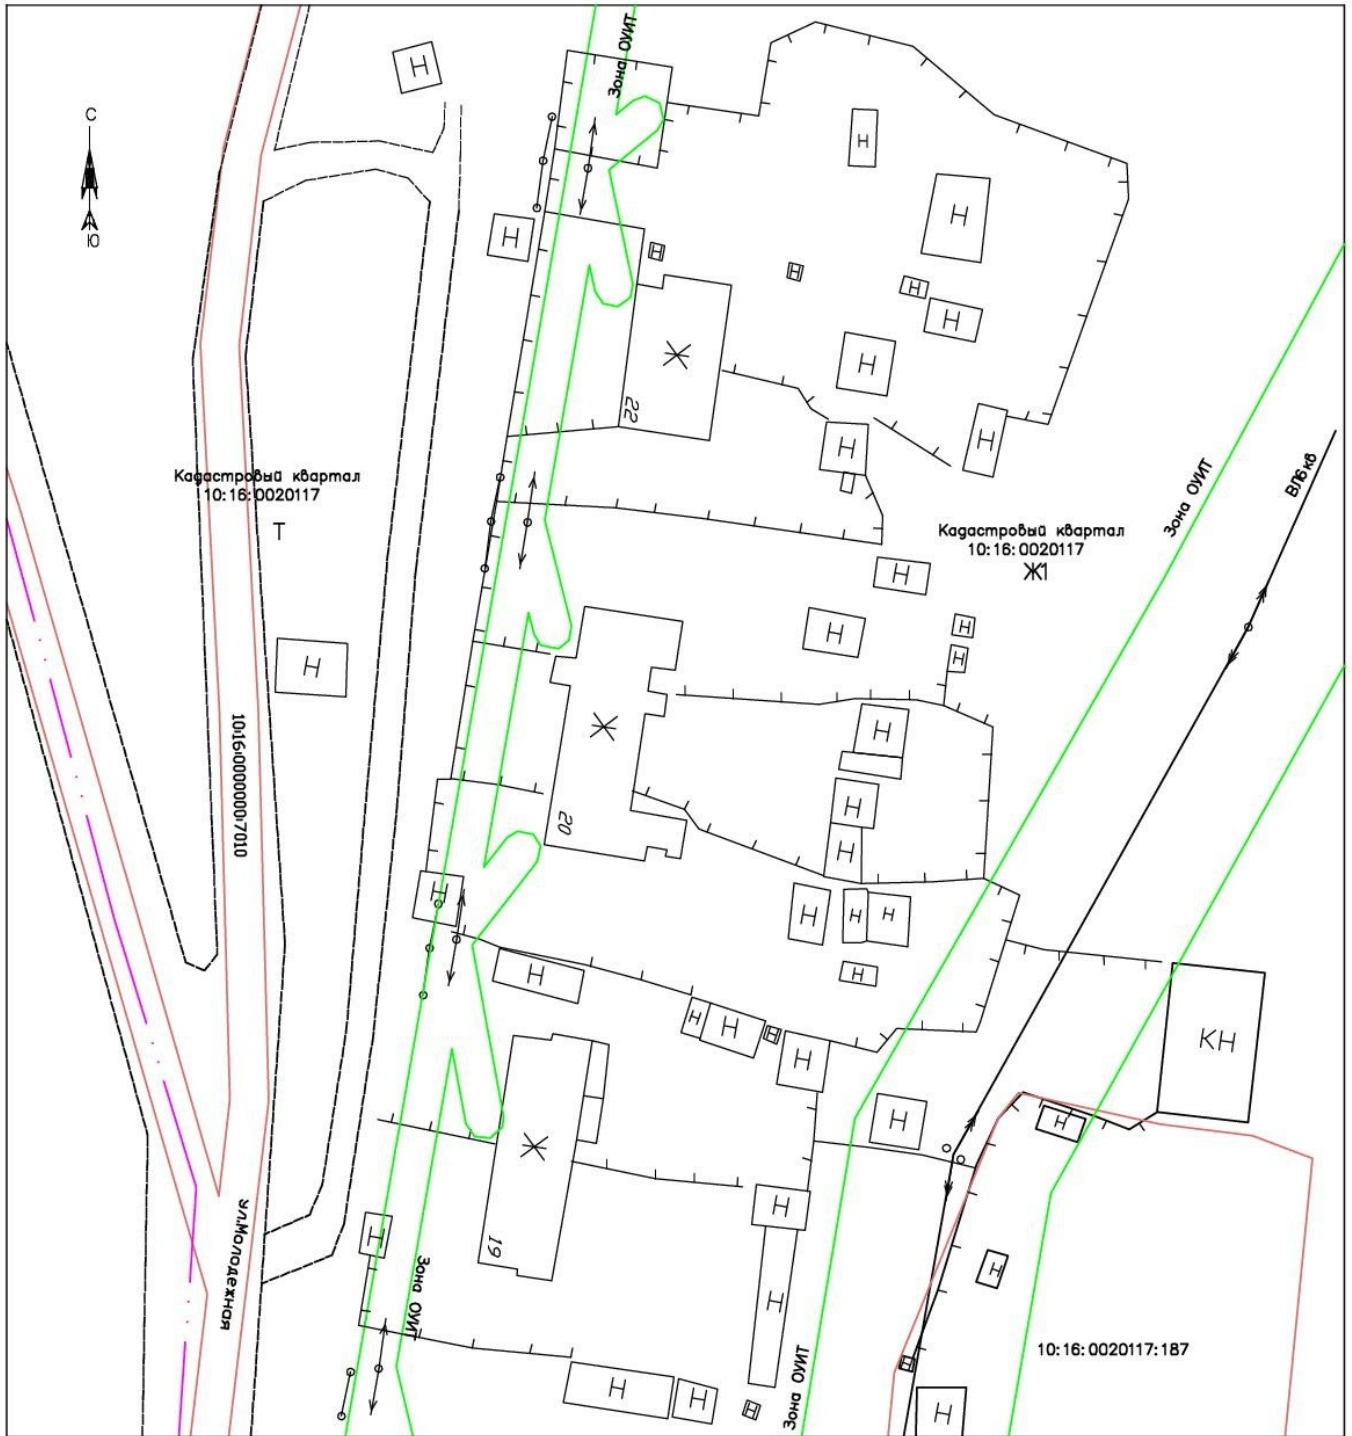 Зона ОУИТ
Н
С
Ю
Н
Н
Н
Н
Н
Н
Н
Н
Ж
22
Н
Н
Н
Кадастровый квартал
10:16:0020117
Т
Зона ОУИТ
ВЛ6кв
Кадастровый квартал
10:16:0020117
Ж1
Н
Н
Н
Н
Н
10:16:0000000:7010
Ж
20
Н
Н
Н
Н
Н
Н
Н
Н
Н
Н
Н
Н
Н
КН
Н
Н
Ж
19
Н
Н
ул.Молодежная
Зона ОУИТ
Н
Н
Н
Зона ОУИТ
10:16:0020117:187
Н
Н
Н
Н
Н